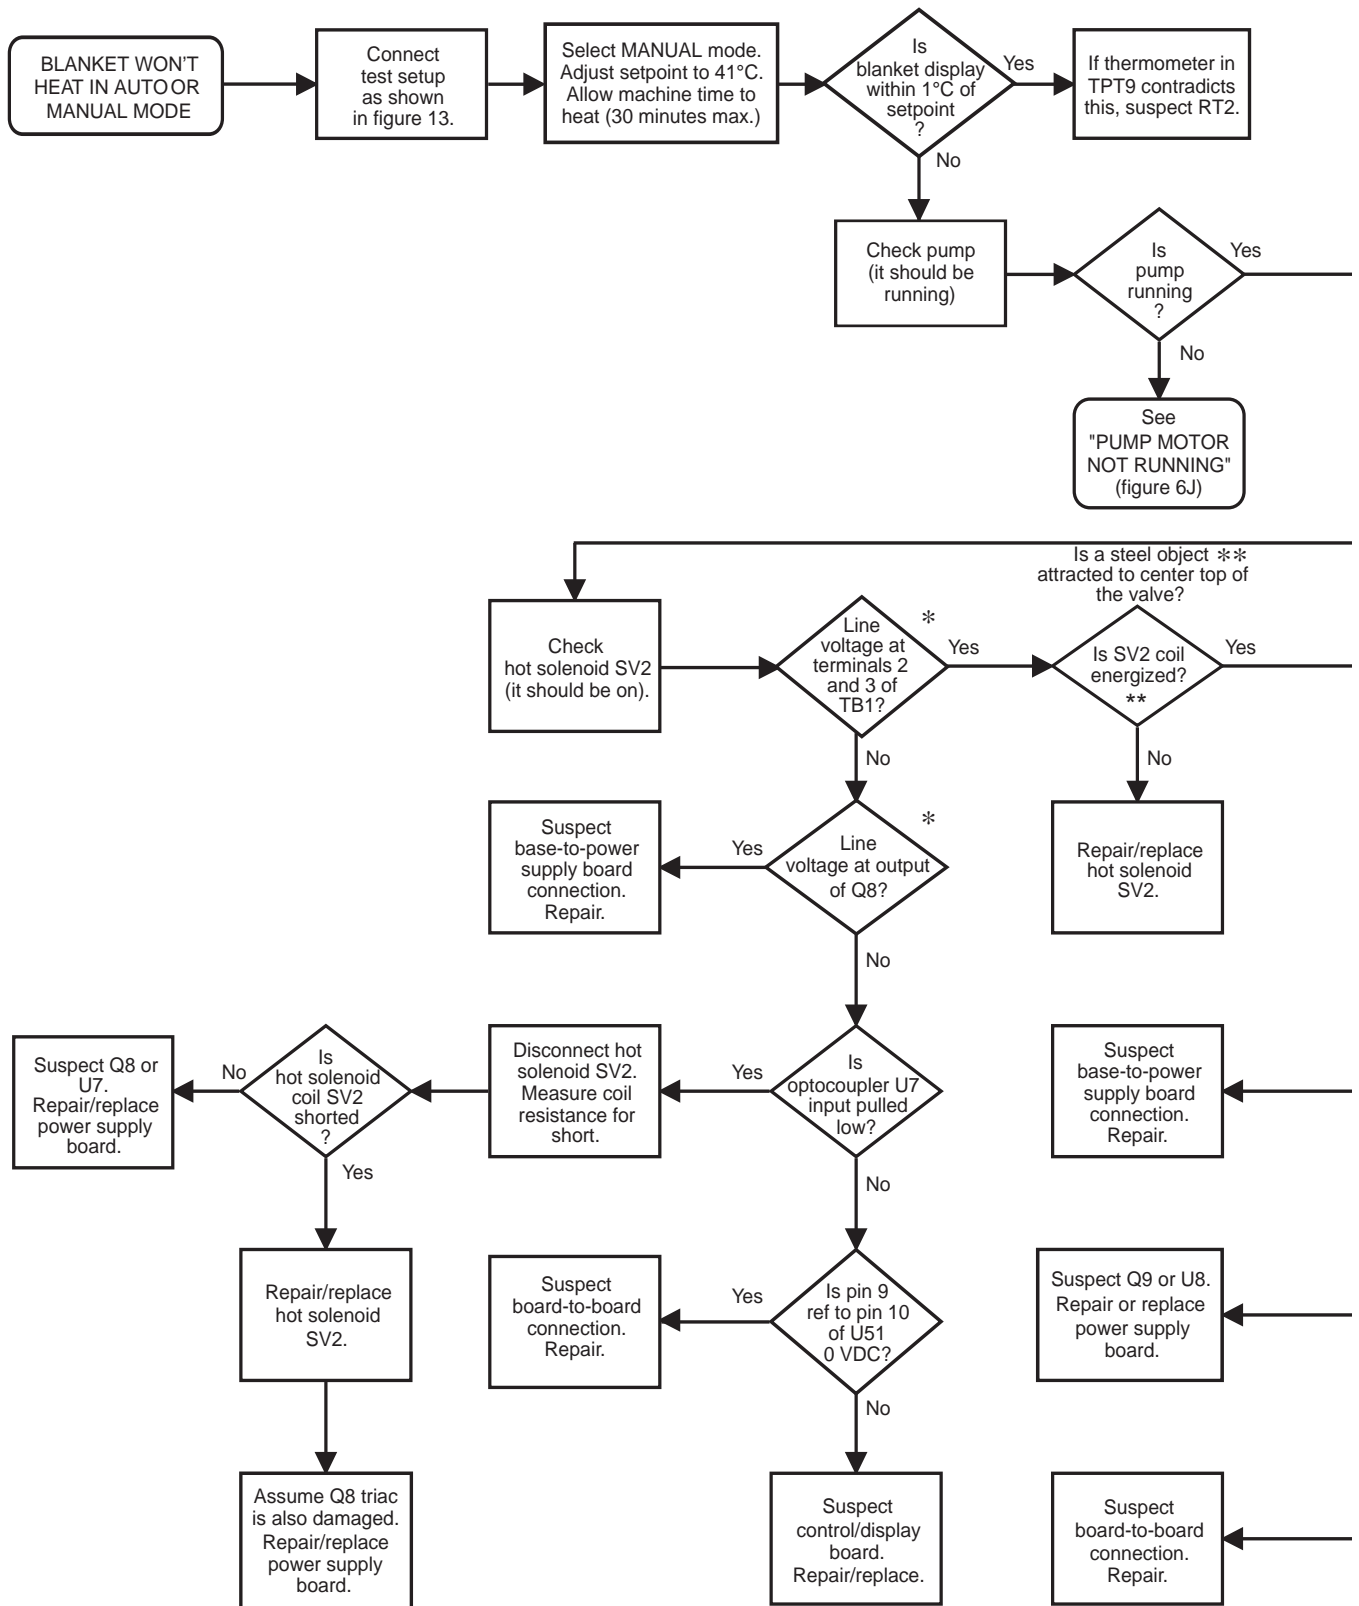 BLANKET WON'T
HEAT IN AUTO OR
MANUAL MODE
Connect
test setup
as shown
in figure 13.
Select MANUAL mode.
Adjust setpoint to 41°C.
Allow machine time to
heat (30 minutes max.)
Is
blanket display
within 1°C of
setpoint
?
Yes
If thermometer in
TPT9 contradicts
this, suspect RT2.
No
Check pump
(it should be
running)
Is
pump
running
?
Yes
No
See
"PUMP MOTOR
NOT RUNNING"
(figure 6J)
Check
hot solenoid SV2
(it should be on).
Line
voltage at
terminals 2
and 3 of
TB1?
*
Yes
Is a steel object **
attracted to center top of
the valve?
Is SV2 coil
energized?
**
Yes
No
No
Suspect
base-to-power
supply board
connection.
Repair.
Yes
Line
voltage at output
of Q8?
*
Repair/replace
hot solenoid
SV2.
No
Suspect Q8 or
U7.
Repair/replace
power supply
board.
No
Is
hot solenoid
coil SV2
shorted
?
Disconnect hot
solenoid SV2.
Measure coil
resistance for
short.
Yes
Is
optocoupler U7
input pulled
low?
Suspect
base-to-power
supply board
connection.
Repair.
Yes
No
Repair/replace
hot solenoid
SV2.
Suspect
board-to-board
connection.
Repair.
Yes
Is pin 9
ref to pin 10
of U51
0 VDC?
Suspect Q9 or U8.
Repair or replace
power supply
board.
No
Assume Q8 triac
is also damaged.
Repair/replace
power supply
board.
Suspect
control/display
board.
Repair/replace.
Suspect
board-to-board
connection.
Repair.